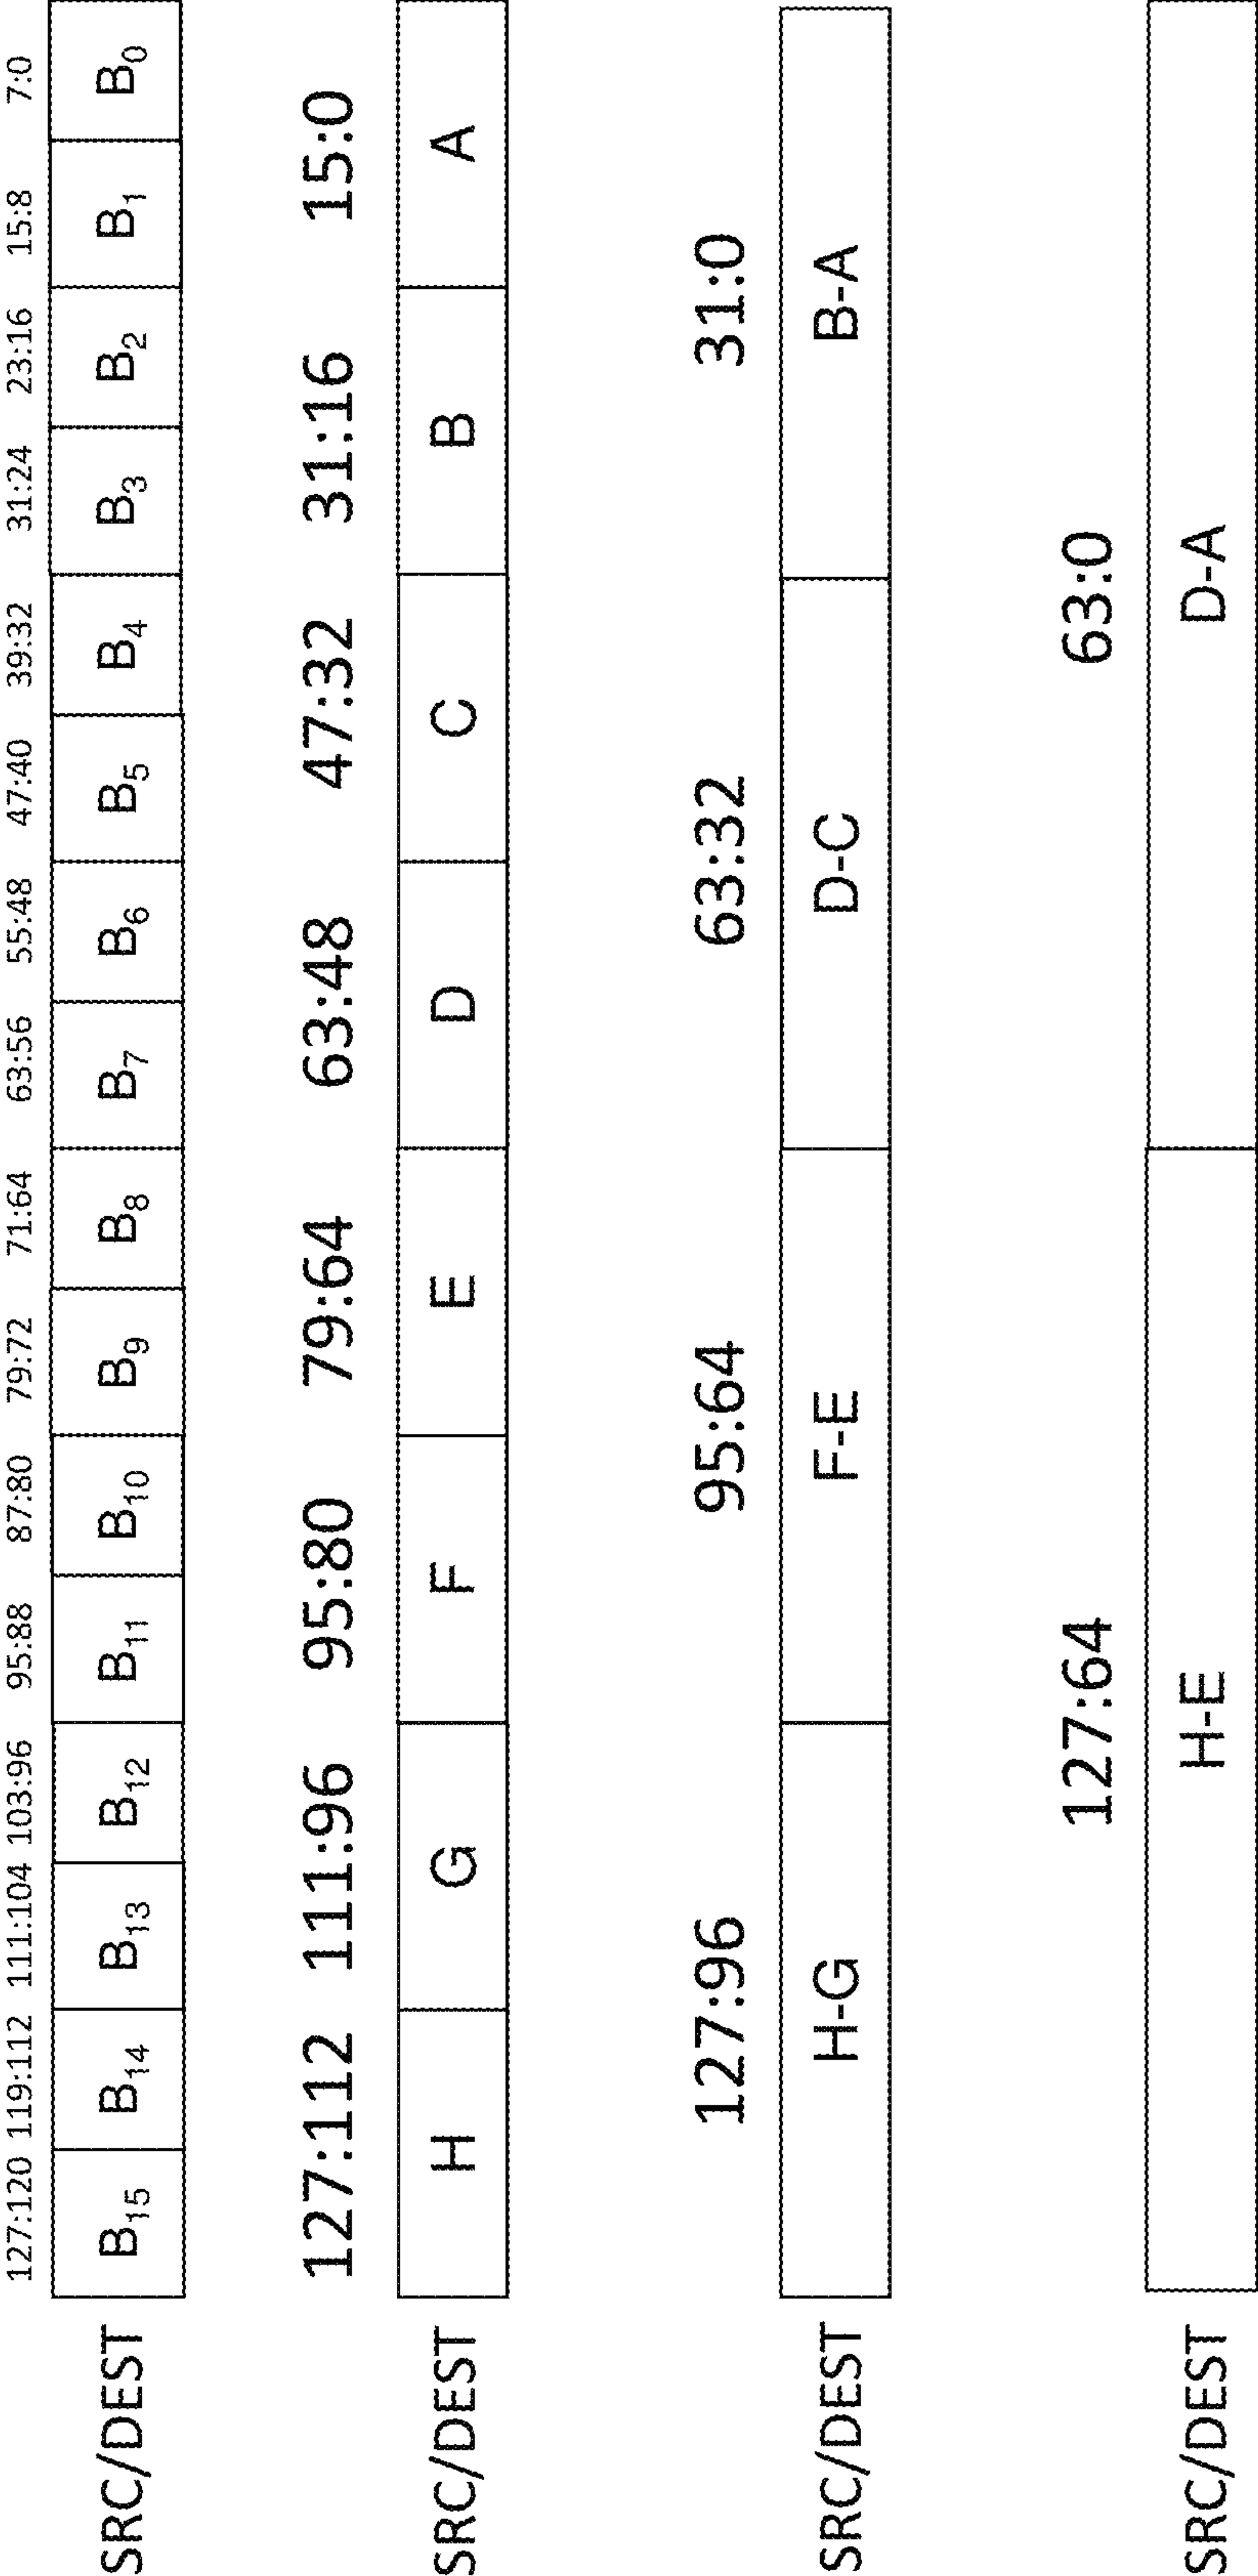 127:120 119:112 111:104 103:96 95:88 87:80 79:72 71:64 63:56 55:48 47:40 39:32 31:24 23:16 15:8 7:0
SRC/DEST B15 B14 B13 B12 B11 B10 B9 B8 B7 B6 B5 B4 B3 B2 B1 B0
127:112 111:96 95:80 79:64 63:48 47:32 31:16 15:0
SRC/DEST H G F E D C B A
127:96 95:64 63:32 31:0
SRC/DEST H-G F-E D-C B-A
127:64 63:0
SRC/DEST H-E D-A